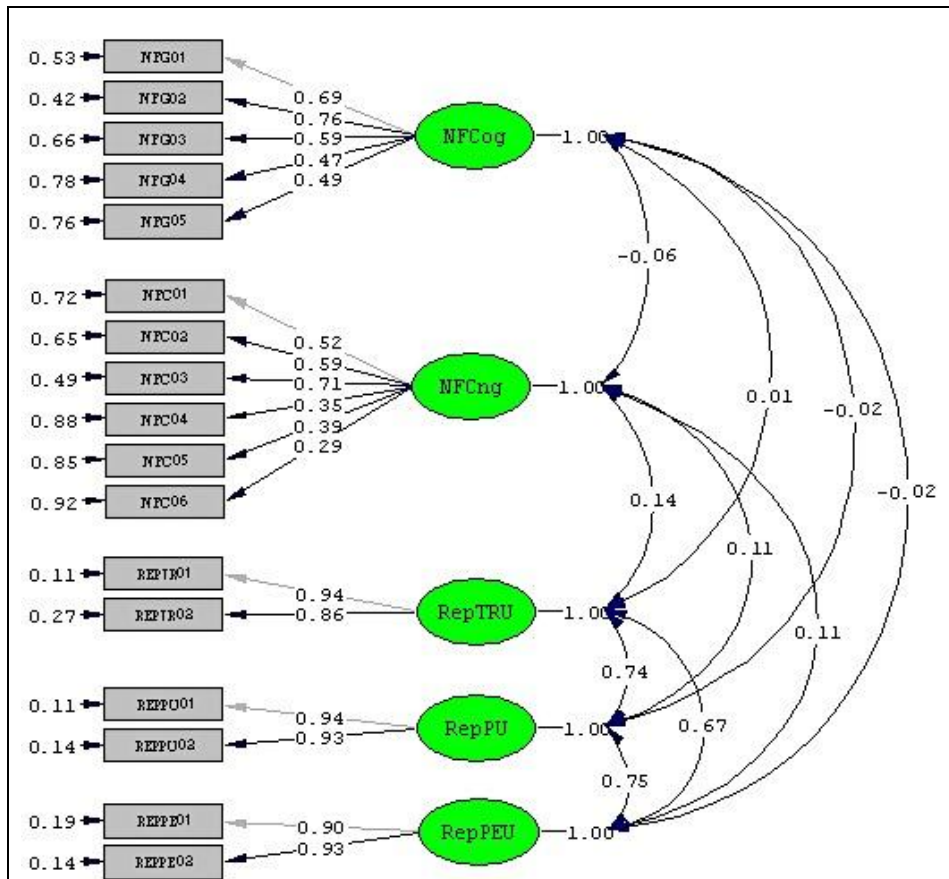 0.53 NFG01
0.69
0.42 NFG02
0.76
0.66 NFG03
0.59
NFCog
1.00
0.47
0.78 NFG04
0.49
0.76 NFG05
-0.06
0.72 NFC01
0.52
0.65 NFC02
0.59
0.49 NFC03
0.71
NFCng
1.00
0.35
0.88 NFC04
0.39
0.85 NFC05
0.29
0.92 NFC06
0.01
-0.02
-0.02
0.14
0.11
0.11
0.11 REPTR01
0.94
0.27 REPTR02
0.86
RepTRU
1.00
0.74
0.67
0.11 REPPU01
0.94
0.14 REPPU02
0.93
RepPU
1.00
0.75
0.19 REPPE01
0.90
0.14 REPPE02
0.93
RepPEU
1.00